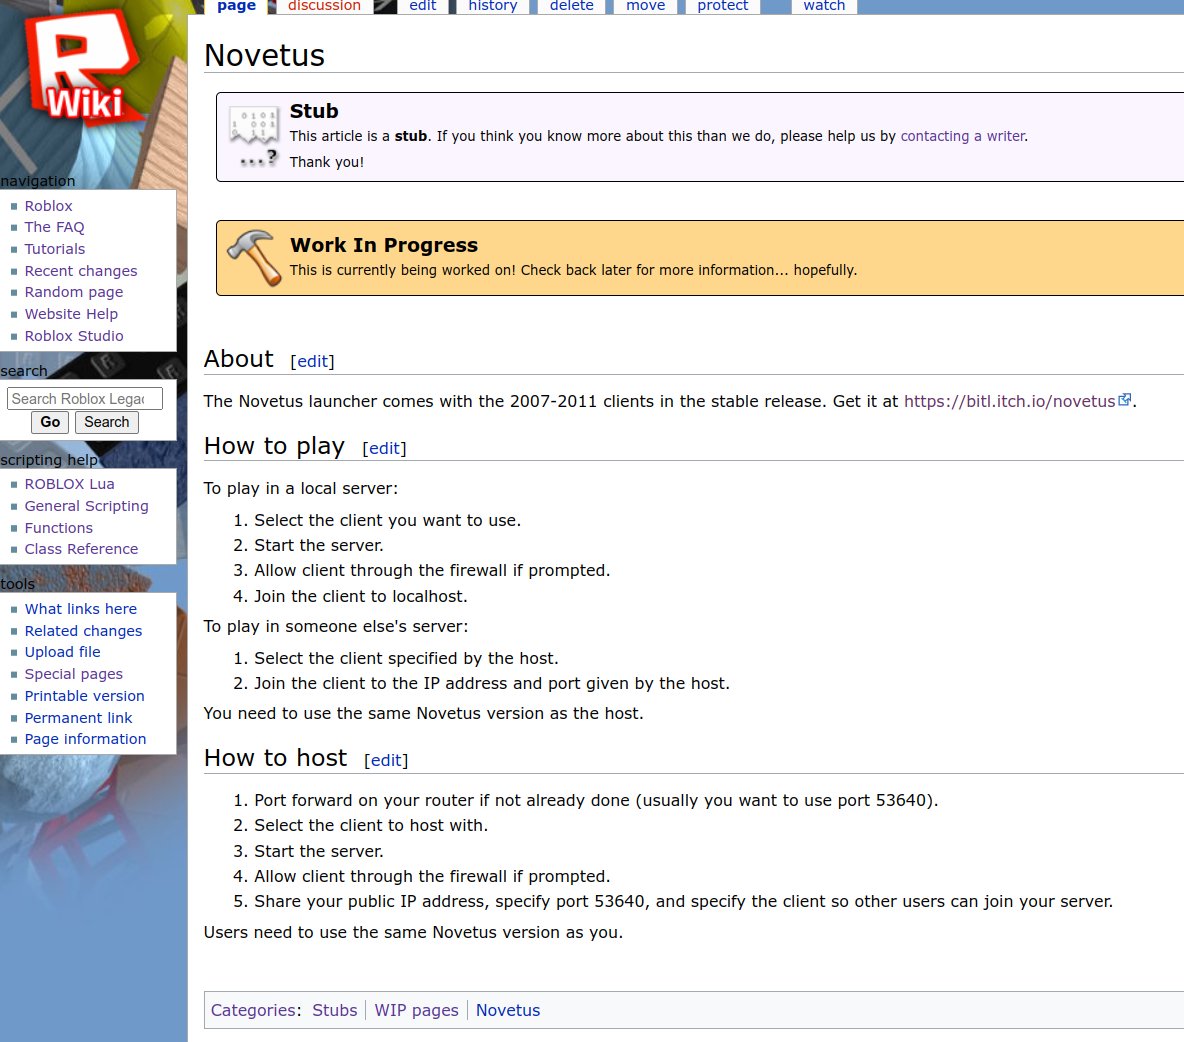 page
discussion
edit
history
delete
move
protect
watch
R
Wiki
navigation
Roblox
The FAQ
Tutorials
Recent changes
Random page
Website Help
Roblox Studio
search
Search Roblox Legac
Go
Search
scripting help
ROBLOX Lua
General Scripting
Functions
Class Reference
tools
What links here
Related changes
Upload file
Special pages
Printable version
Permanent link
Page information
Novetus
...?
Stub
This article is a stub. If you think you know more about this than we do, please help us by contacting a writer.
Thank you!
Work In Progress
This is currently being worked on! Check back later for more information... hopefully.
About [edit]
The Novetus launcher comes with the 2007-2011 clients in the stable release. Get it at https://bitl.itch.io/novetus.
How to play [edit]
To play in a local server:
1. Select the client you want to use.
2. Start the server.
3. Allow client through the firewall if prompted.
4. Join the client to localhost.
To play in someone else's server:
1. Select the client specified by the host.
2. Join the client to the IP address and port given by the host.
You need to use the same Novetus version as the host.
How to host [edit]
1. Port forward on your router if not already done (usually you want to use port 53640).
2. Select the client to host with.
3. Start the server.
4. Allow client through the firewall if prompted.
5. Share your public IP address, specify port 53640, and specify the client so other users can join your server.
Users need to use the same Novetus version as you.
Categories: Stubs | WIP pages | Novetus